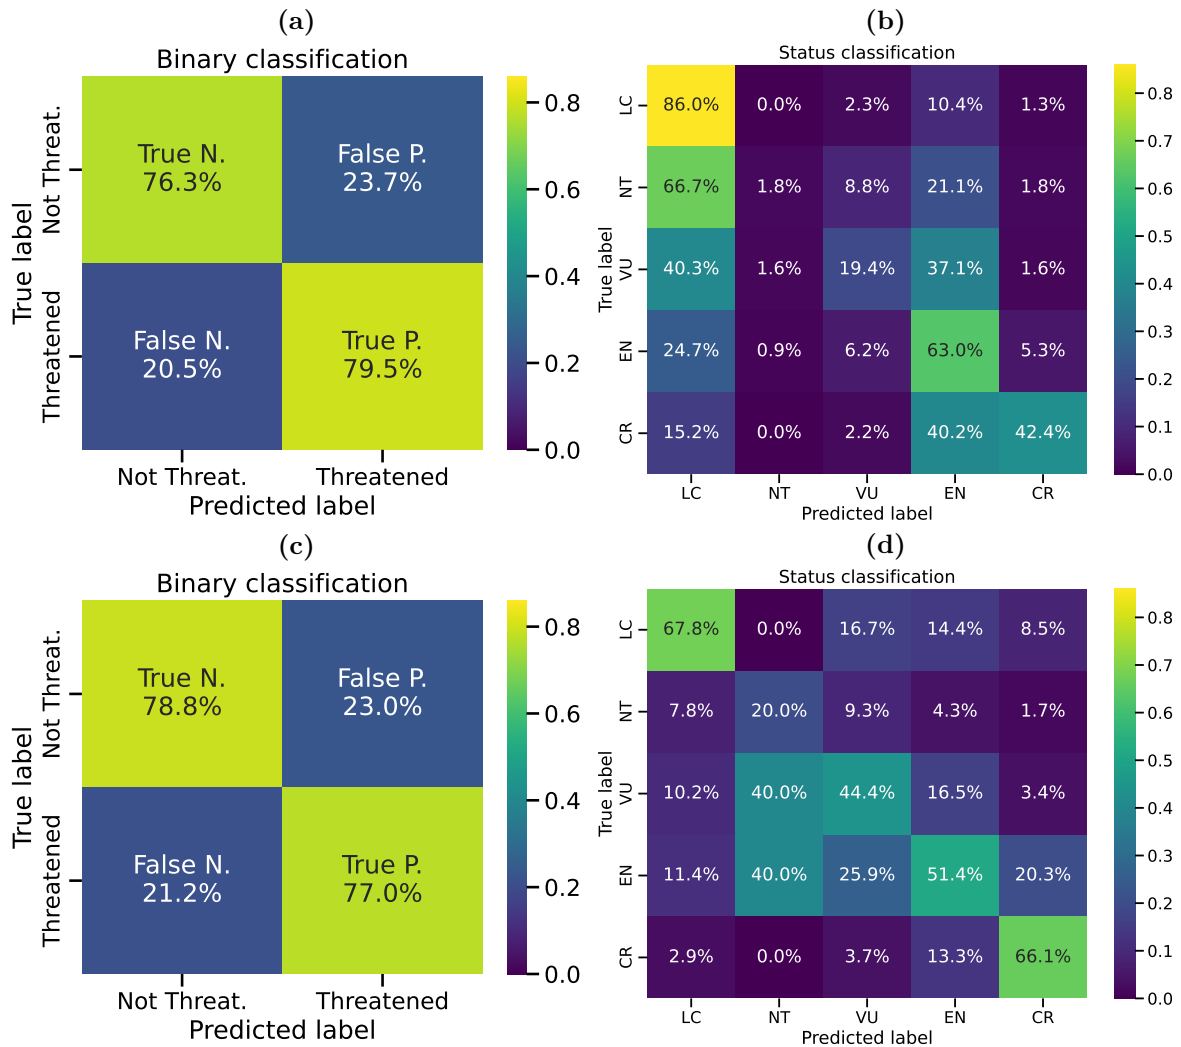 (a)
Binary classification
True label
Not Threat.
Threatened
True N.
76.3%
False P.
23.7%
False N.
20.5%
True P.
79.5%
Not Threat.
Threatened
Predicted label
0.8
0.6
0.4
0.2
0.0
(b)
Status classification
True label
LC
86.0% 0.0% 2.3% 10.4% 1.3%
NT
66.7% 1.8% 8.8% 21.1% 1.8%
VU
40.3% 1.6% 19.4% 37.1% 1.6%
EN
24.7% 0.9% 6.2% 63.0% 5.3%
CR
15.2% 0.0% 2.2% 40.2% 42.4%
LC NT VU EN CR
Predicted label
0.8
0.7
0.6
0.5
0.4
0.3
0.2
0.1
0.0
(c)
Binary classification
True label
Not Threat.
Threatened
True N.
78.8%
False P.
23.0%
False N.
21.2%
True P.
77.0%
Not Threat.
Threatened
Predicted label
0.8
0.6
0.4
0.2
0.0
(d)
Status classification
True label
LC
67.8% 0.0% 16.7% 14.4% 8.5%
NT
7.8% 20.0% 9.3% 4.3% 1.7%
VU
10.2% 40.0% 44.4% 16.5% 3.4%
EN
11.4% 40.0% 25.9% 51.4% 20.3%
CR
2.9% 0.0% 3.7% 13.3% 66.1%
LC NT VU EN CR
Predicted label
0.8
0.7
0.6
0.5
0.4
0.3
0.2
0.1
0.0